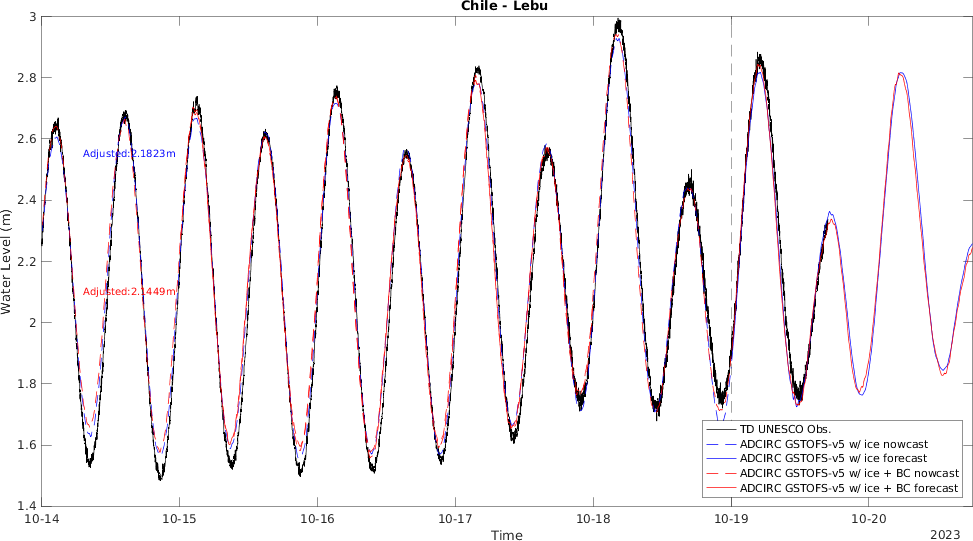 Chile - Lebu
3
2.8
2.6
2.4
2.2
2
1.8
1.6
1.4
Water Level (m)
Adjusted:2.1823m
Adjusted:2.1449m
TD UNESCO Obs.
ADCIRC GSTOFS-v5 w/ ice nowcast
ADCIRC GSTOFS-v5 w/ ice forecast
ADCIRC GSTOFS-v5 w/ ice + BC nowcast
ADCIRC GSTOFS-v5 w/ ice + BC forecast
10-14 10-15 10-16 10-17 10-18 10-19 10-20
Time
2023